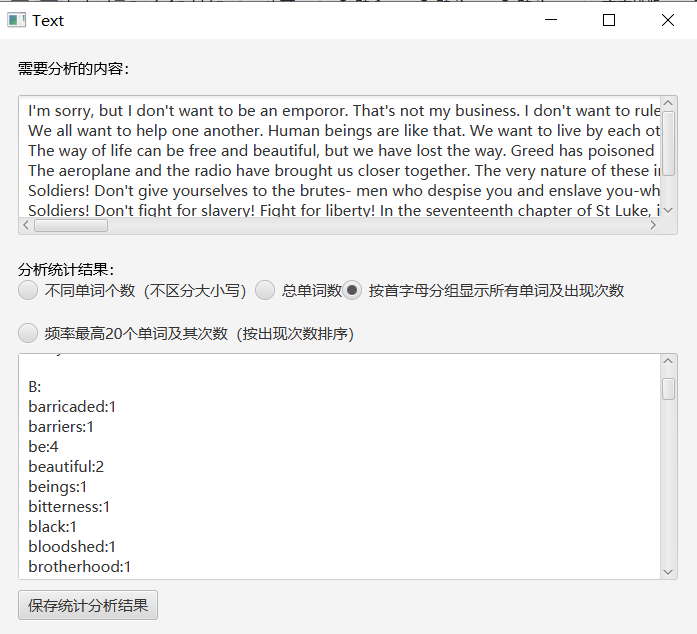 Text
需要分析的内容：
I'm sorry, but I don't want to be an emporor. That's not my business. I don't want to rule
We all want to help one another. Human beings are like that. We want to live by each ot
The way of life can be free and beautiful, but we have lost the way. Greed has poisoned
The aeroplane and the radio have brought us closer together. The very nature of these i
Soldiers! Don't give yourselves to the brutes- men who despise you and enslave you-wh
Soldiers! Don't fight for slavery! Fight for liberty! In the seventeenth chapter of St Luke, i
分析统计结果：
不同单词个数（不区分大小写） 总单词数 按首字母分组显示所有单词及出现次数
频率最高20个单词及其次数（按出现次数排序）
B:
barricaded:1
barriers:1
be:4
beautiful:2
beings:1
bitterness:1
black:1
bloodshed:1
brotherhood:1
保存统计分析结果